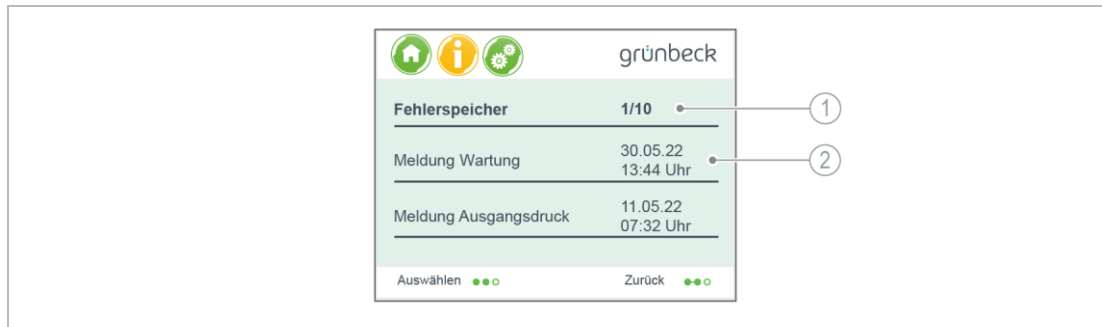 grünbeck
Fehlerspeicher 1/10
1
Meldung Wartung 30.05.22
13:44 Uhr
2
Meldung Ausgangsdruck 11.05.22
07:32 Uhr
Auswählen Zurück